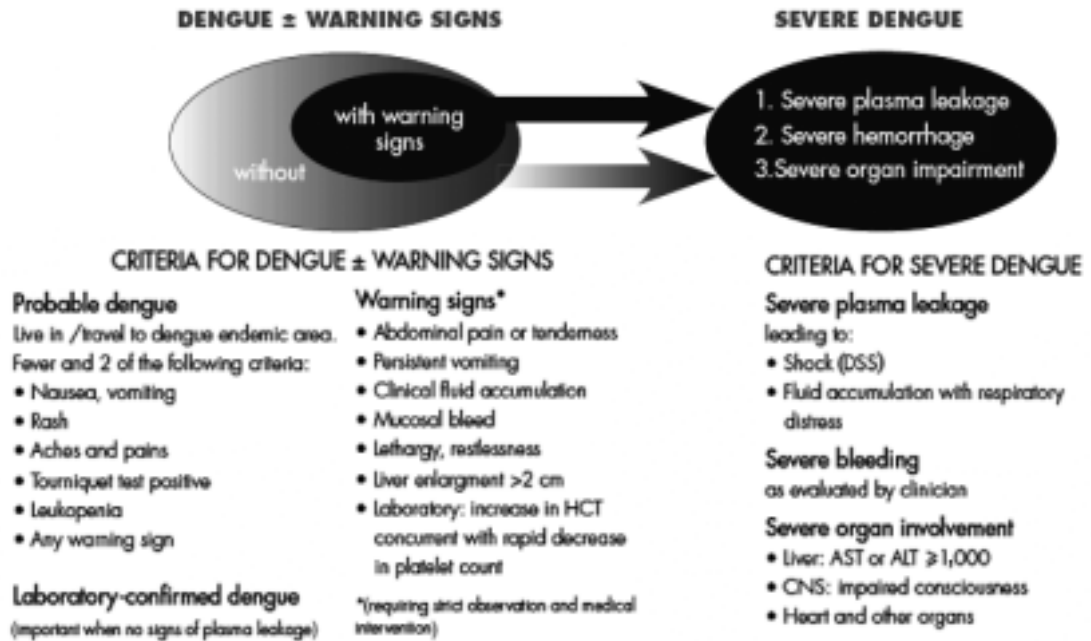 DENGUE ± WARNING SIGNS
SEVERE DENGUE
with warning
signs
without
1. Severe plasma leakage
2. Severe hemorrhage
3.Severe organ impairment
CRITERIA FOR DENGUE ± WARNING SIGNS
Probable dengue
Live in /travel to dengue endemic area.
Fever and 2 of the following criteria:
• Nausea, vomiting
• Rash
• Aches and pains
• Tourniquet test positive
• Leukopenia
• Any warning sign
Laboratory-confirmed dengue
(important when no signs of plasma leakage)
Warning signs*
• Abdominal pain or tenderness
• Persistent vomiting
• Clinical fluid accumulation
• Mucosal bleed
• Lethargy, restlessness
• Liver enlargment >2 cm
• Laboratory: increase in HCT
concurrent with rapid decrease
in platelet count
*(requiring strict observation and medical
intervention)
CRITERIA FOR SEVERE DENGUE
Severe plasma leakage
leading to:
• Shock (DSS)
• Fluid accumulation with respiratory
distress
Severe bleeding
as evaluated by clinician
Severe organ involvement
• Liver: AST or ALT ≥1,000
• CNS: impaired consciousness
• Heart and other organs